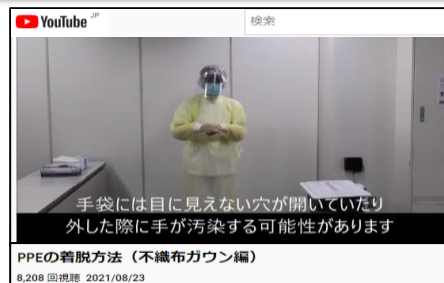 YouTube JP
検索
手袋には目に見えない穴が開いていたり
外した際に手が汚染する可能性があります
PPEの着脱方法（不織布ガウン編）
8,208 回視聴 2021/08/23